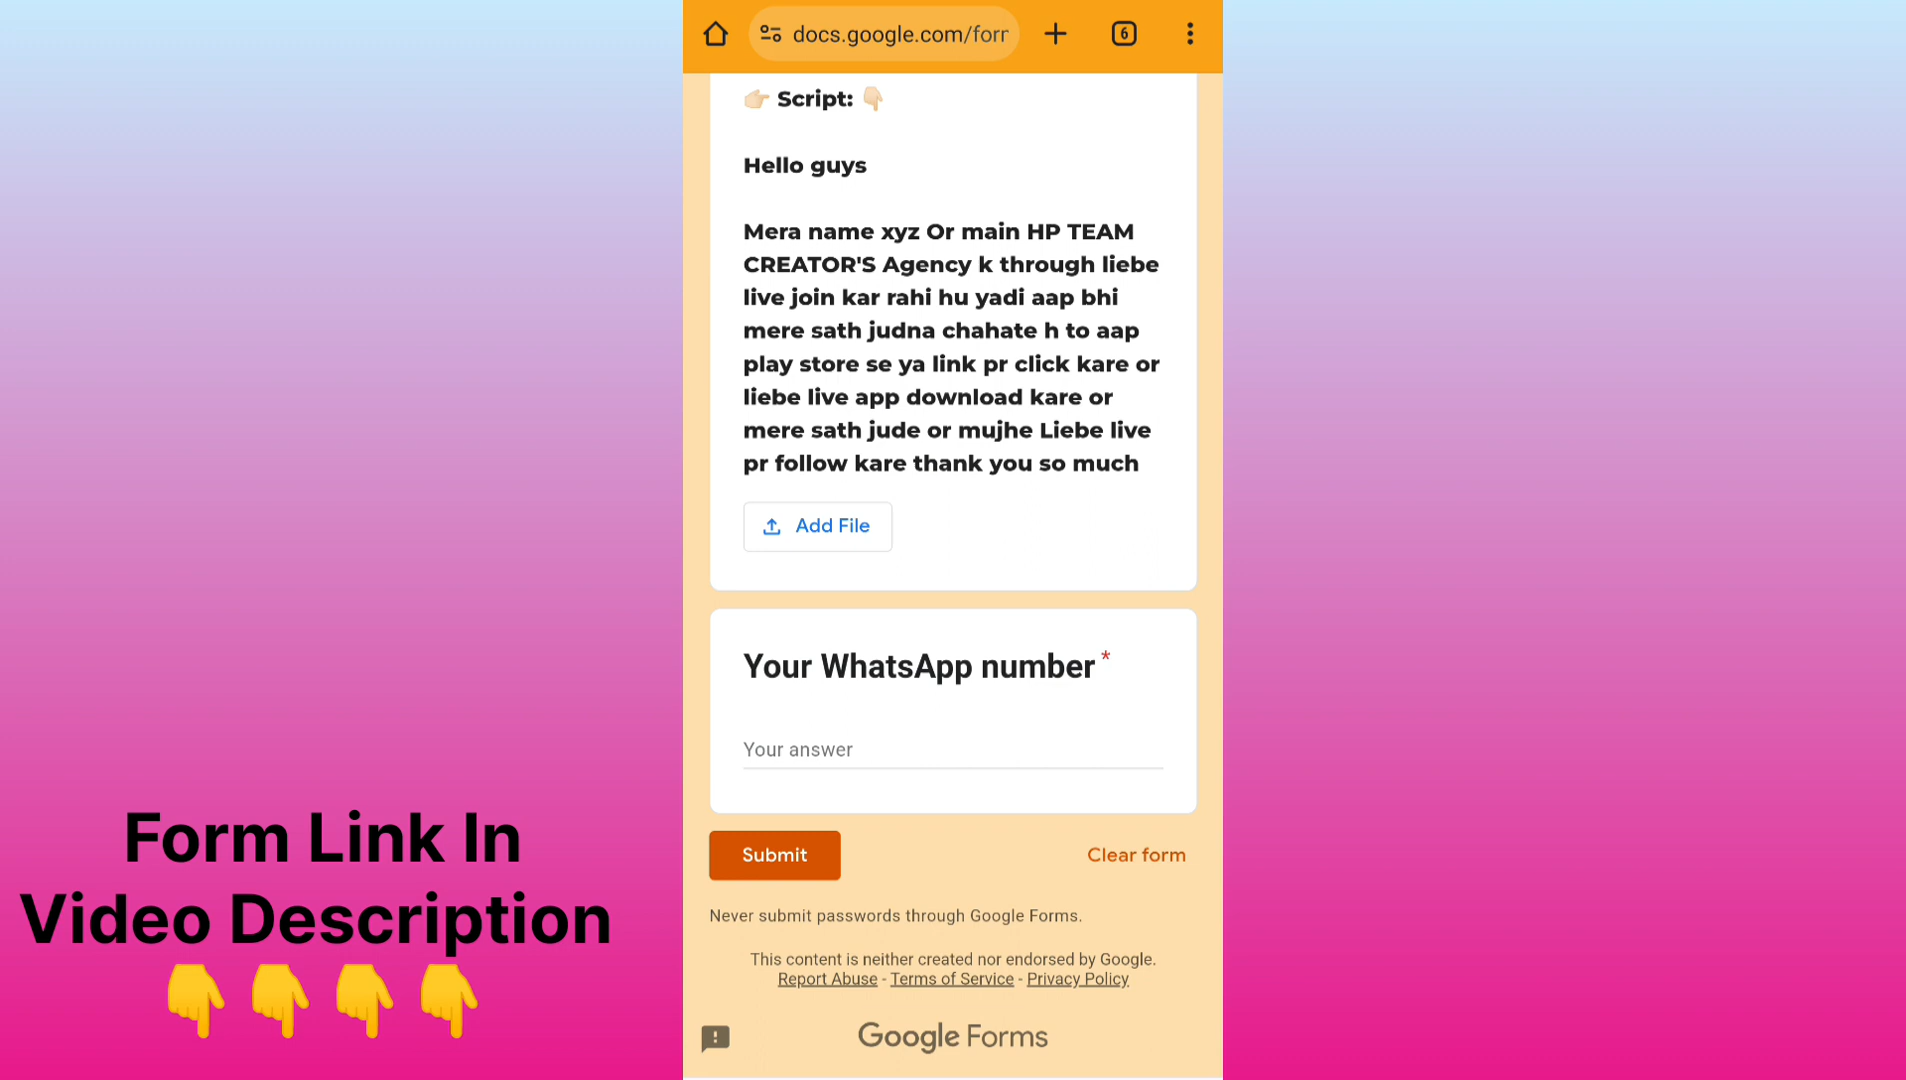 docs.google.com/forr
6
👉🏻 Script: 👇🏻
Hello guys
Mera name xyz Or main HP TEAM
CREATOR'S Agency k through liebe
live join kar rahi hu yadi aap bhi
mere sath judna chahate h to aap
play store se ya link pr click kare or
liebe live app download kare or
mere sath jude or mujhe Liebe live
pr follow kare thank you so much
Add File
Your WhatsApp number *
Your answer
Submit
Clear form
Never submit passwords through Google Forms.
This content is neither created nor endorsed by Google.
Report Abuse - Terms of Service - Privacy Policy
Google Forms
Form Link In
Video Description
👇👇👇👇